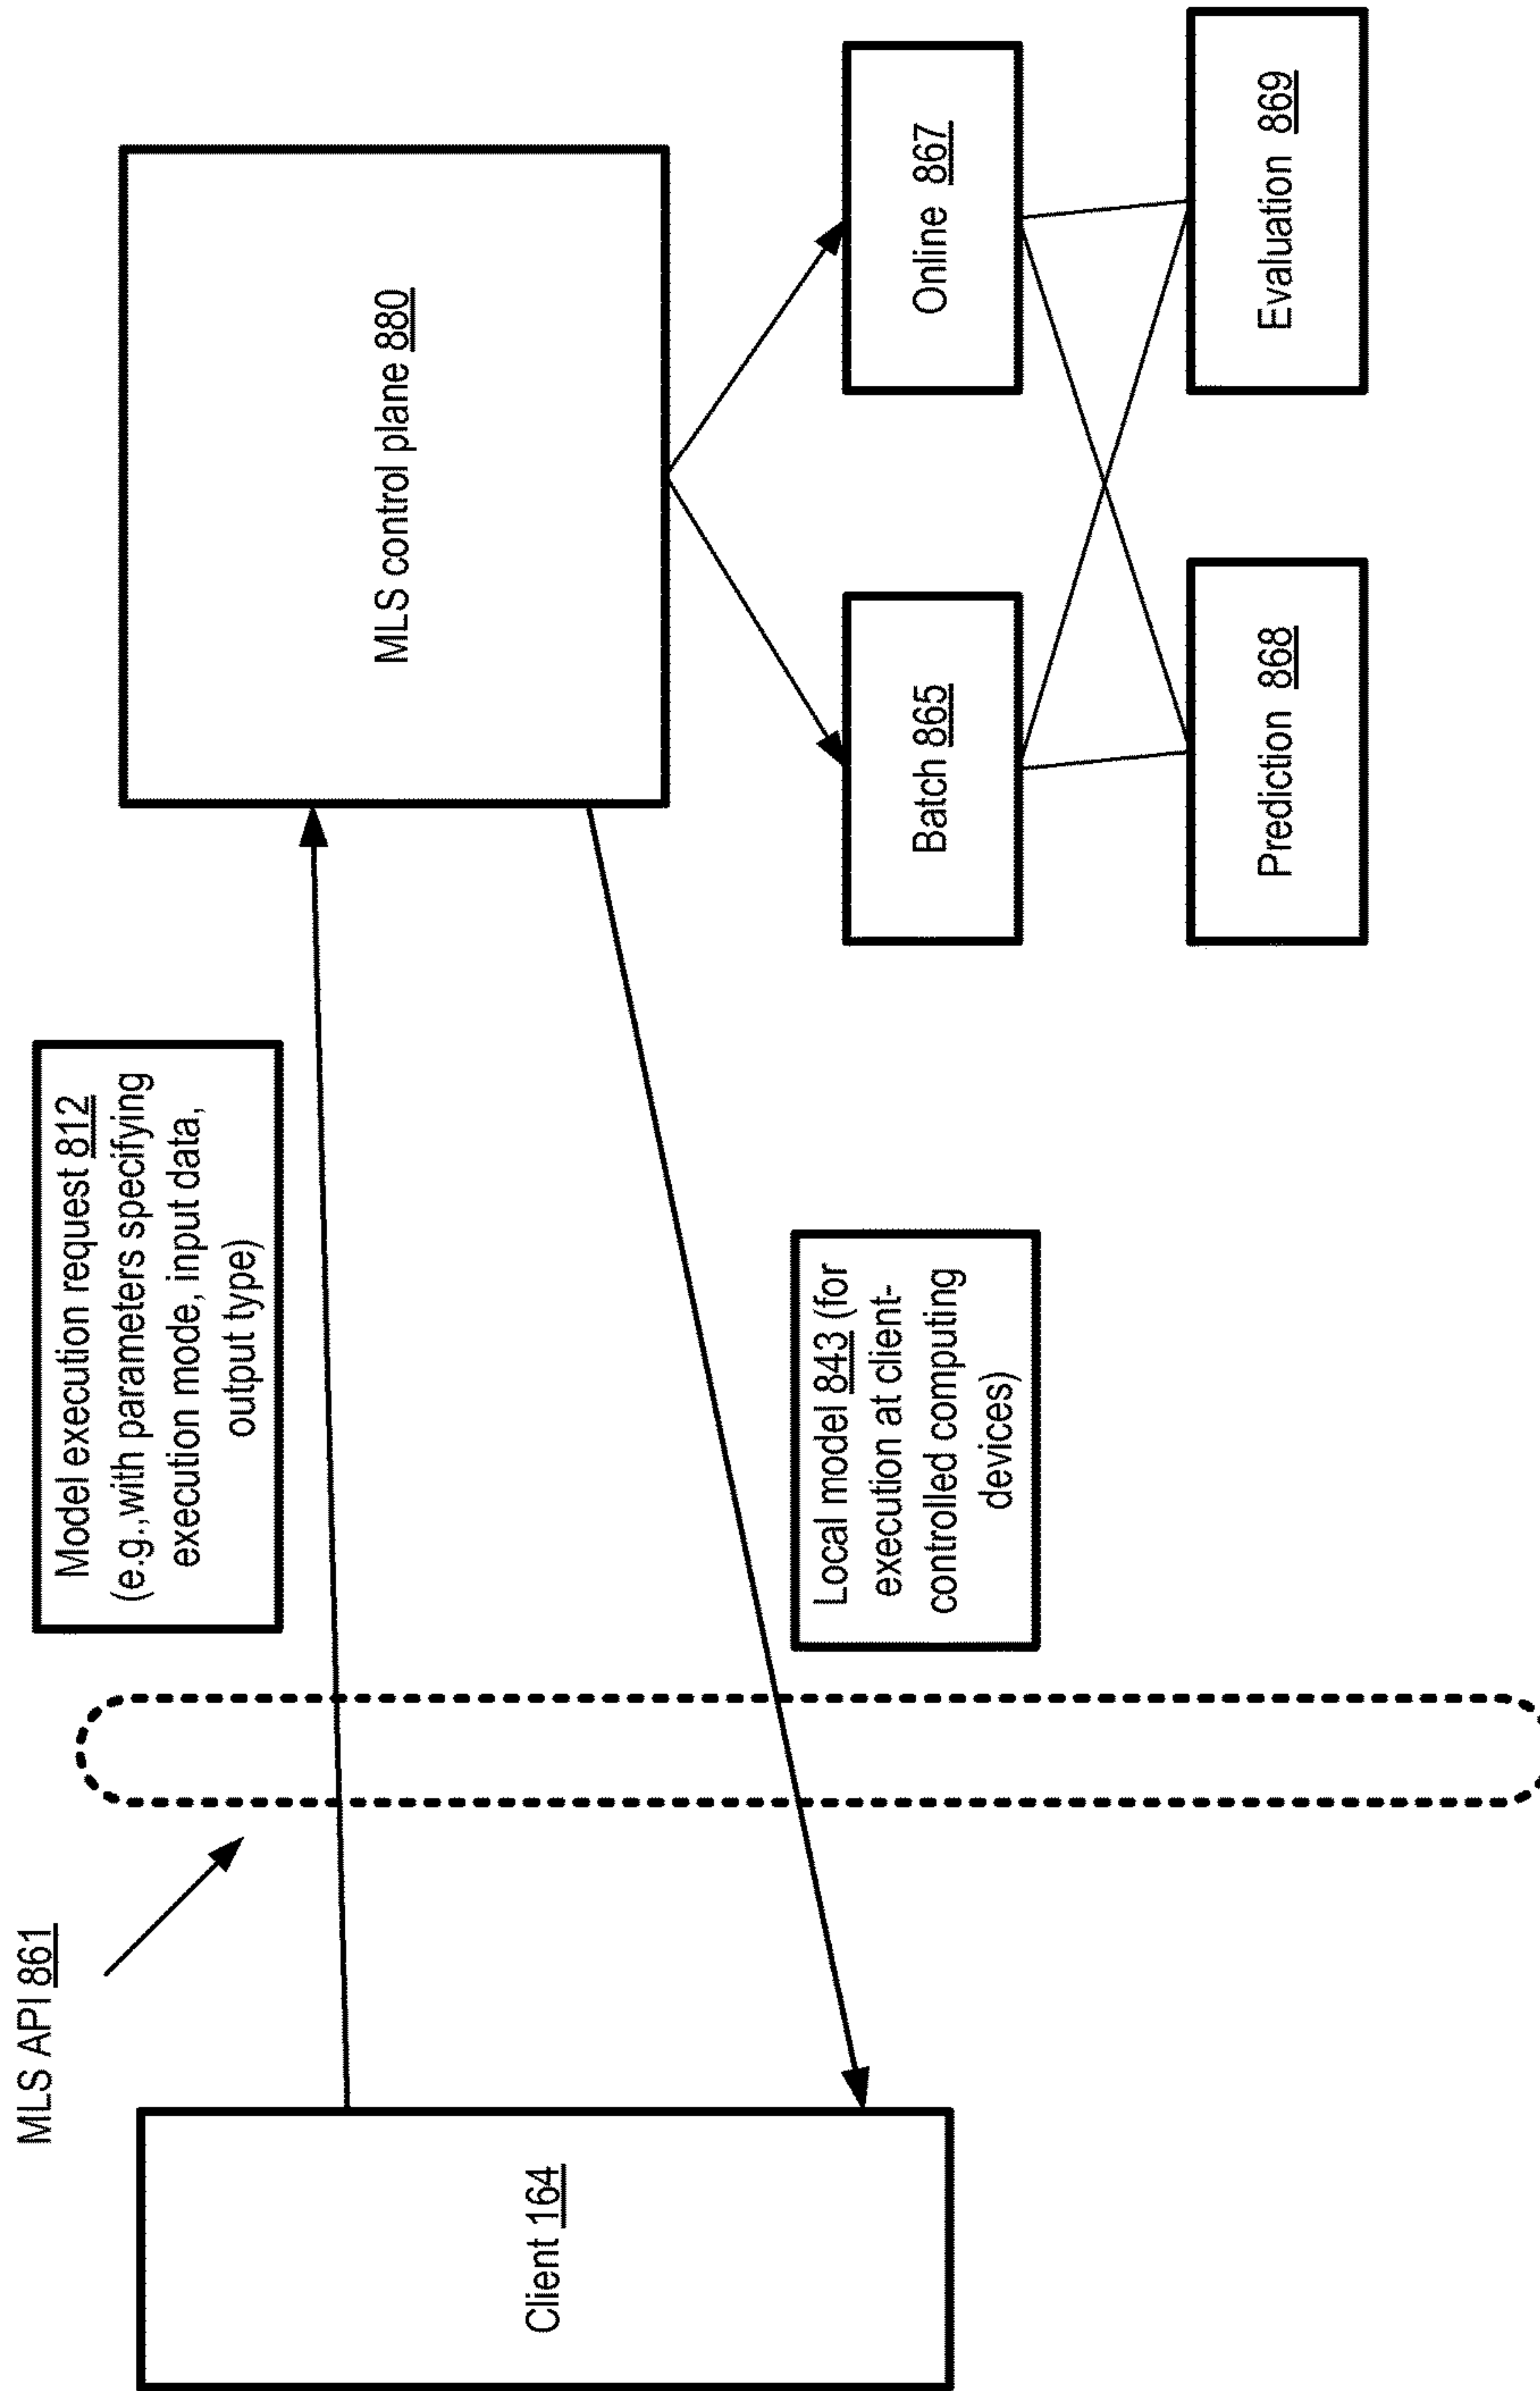 MLS API 861
Client 164
Model execution request 812
(e.g.,with parameters specifying
execution mode, input data,
output type)
Local model 843 (for
execution at client-
controlled computing
devices)
MLS control plane 880
Batch 865
Online 867
Prediction 868
Evaluation 869